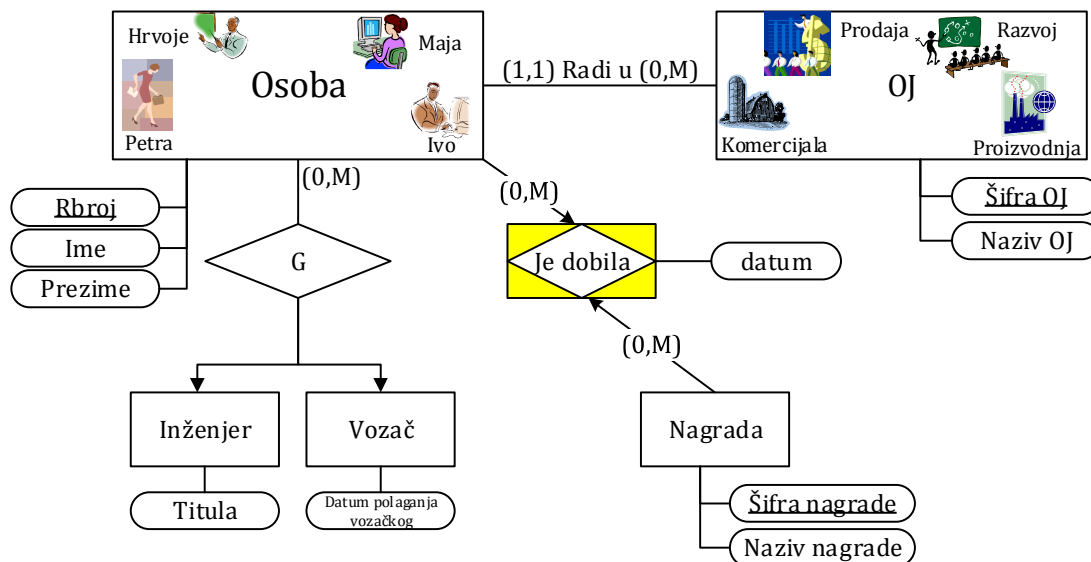 Hrvoje
Maja
Osoba
Petra
Ivo
(1,1) Radi u (0,M)
Prodaja
Razvoj
OJ
Komercijala
Proizvodnja
(0,M)
(0,M)
Rbroj
Ime
Prezime
Šifra OJ
Naziv OJ
G
Je dobila
datum
(0,M)
Inženjer
Vozač
Nagrada
Titula
Datum polaganja
vozačkog
Šifra nagrade
Naziv nagrade